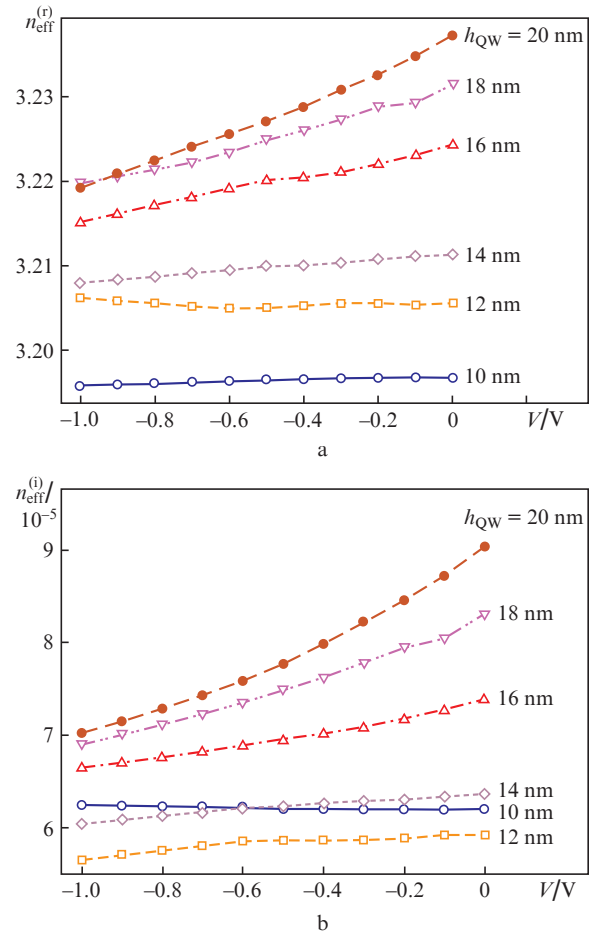 n_eff^(r)
h_QW = 20 nm
3,23
18 nm
16 nm
3,22
14 nm
3,21
12 nm
3,20
10 nm
–1.0 –0.8 –0.6 –0.4 –0.2 0 V/V
a
n_eff^(i)/
10^–5
h_QW = 20 nm
9
18 nm
8
16 nm
7
14 nm
10 nm
6
12 nm
–1.0 –0.8 –0.6 –0.4 –0.2 0 V/V
b